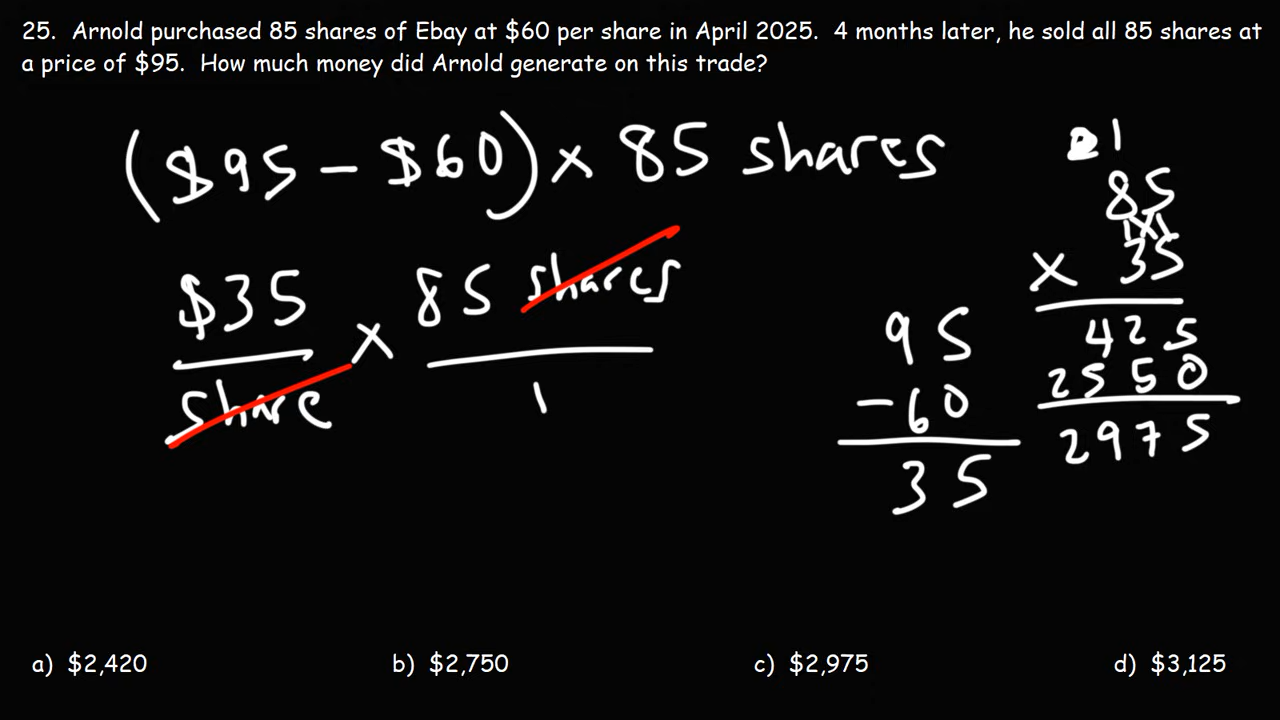 25. Arnold purchased 85 shares of Ebay at $60 per share in April 2025. 4 months later, he sold all 85 shares at
a price of $95. How much money did Arnold generate on this trade?
($95 - $60) × 85 shares
$35
share
×
85 shares
1
95
-60
35
1
85
× 35
425
2550
2975
a) $2,420
b) $2,750
c) $2,975
d) $3,125